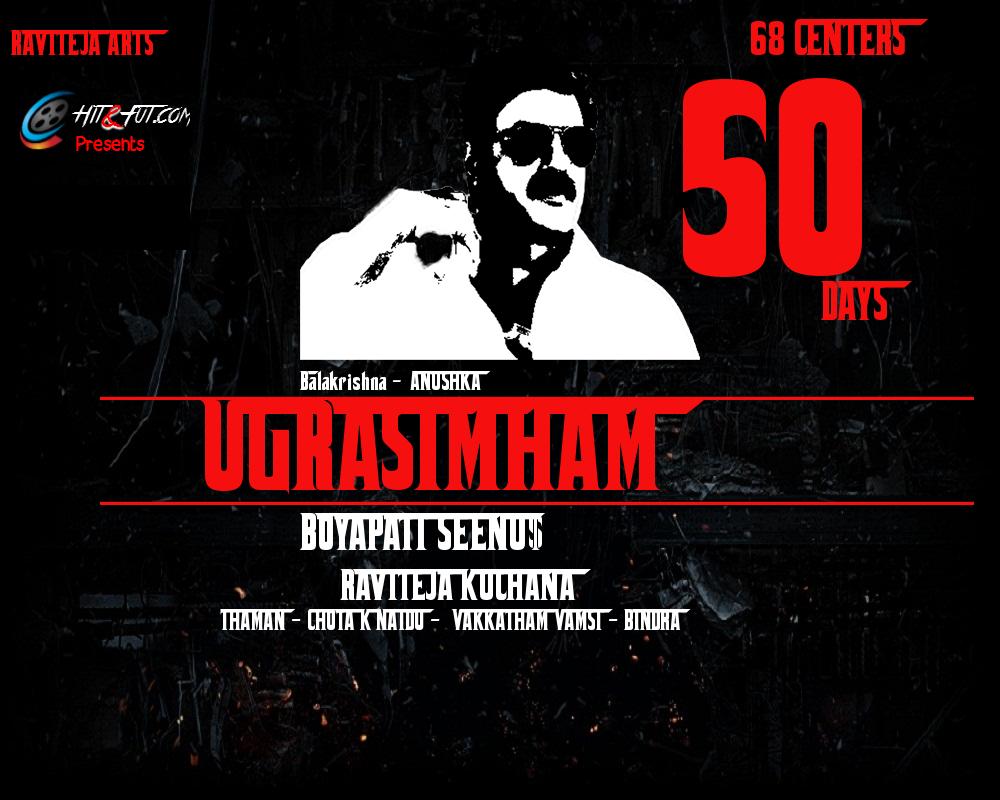 RAVITEJA ARTS
68 CENTERS
HIT&FUT.COM
Presents
50
DAYS
Balakrishna - ANUSHKA
UGRASIMHAM
BOYAPATI SEENU'S
RAVITEJA KUCHANA
THAMAN - CHOTA K NAIDU - VAKKATHAM VAMSI - BINDRA